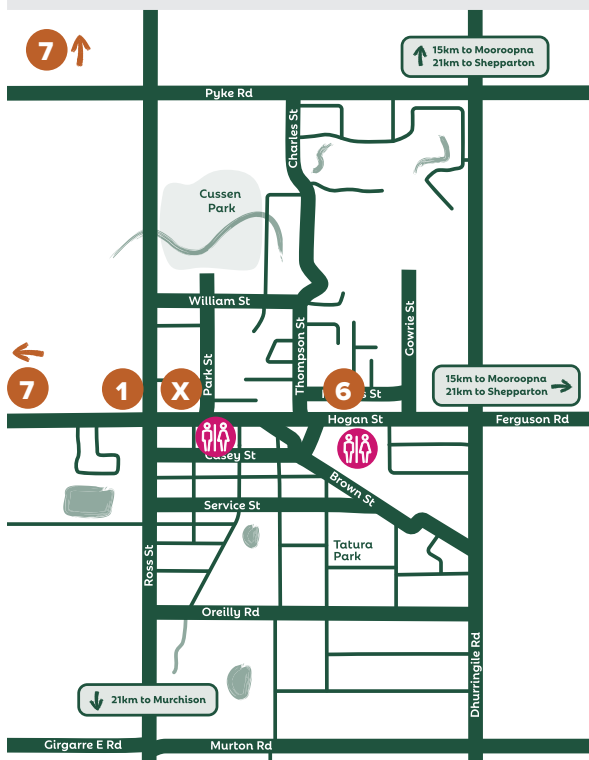 7
15km to Mooroopna
21km to Shepparton
Pyke Rd
Charles St
Cussen
Park
William St
Park St
Thompson St
Gowrie St
7
1
X
6
s St
15km to Mooroopna
21km to Shepparton
Hogan St
Ferguson Rd
Casey St
Brown St
Service St
Tatura
Park
Ross St
Oreilly Rd
Dhurringile Rd
21km to Murchison
Girgarre E Rd
Murton Rd